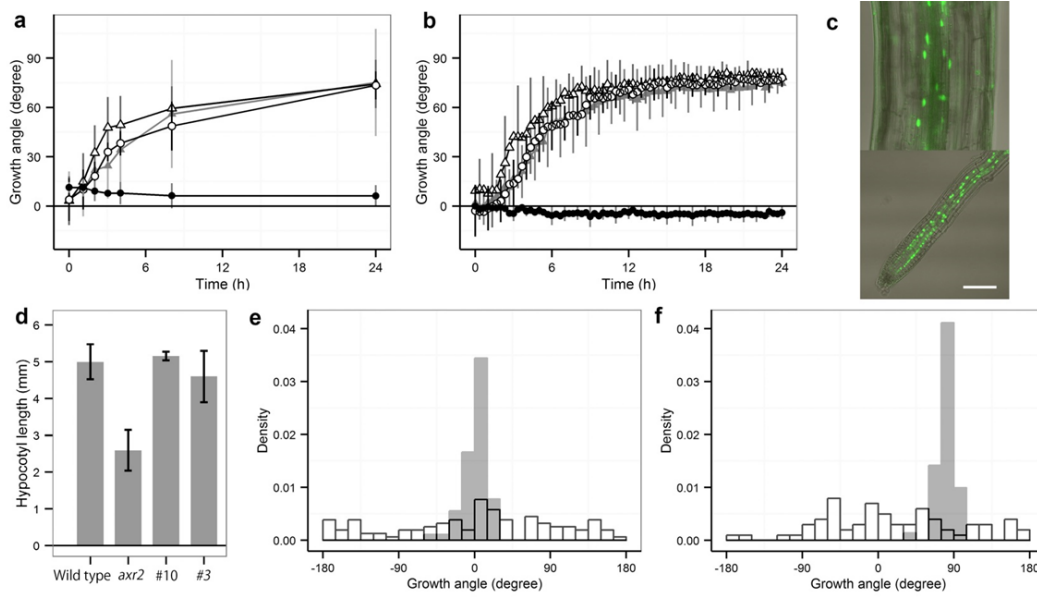 a
90
60
30
0
Growth angle (degree)
0 6 12 18 24
Time (h)
b
90
60
30
0
Growth angle (degree)
0 6 12 18 24
Time (h)
c
d
6
5
4
3
2
1
0
Hypocotyl length (mm)
Wild type axr2 #10 #3
e
0.04
0.03
0.02
0.01
0.00
Density
-180 -90 0 90 180
Growth angle (degree)
f
0.04
0.03
0.02
0.01
0.00
Density
-180 -90 0 90 180
Growth angle (degree)